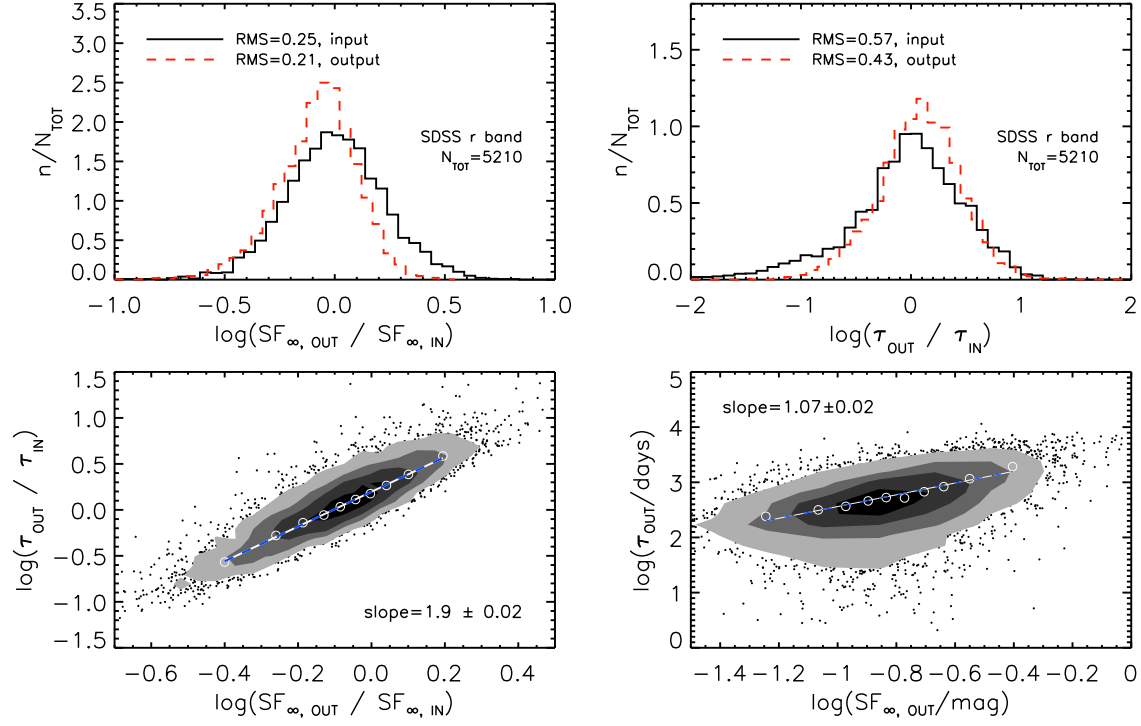 3.5
3.0
2.5
2.0
1.5
1.0
0.5
0.0
n/N_TOT
RMS=0.25, input
RMS=0.21, output
SDSS r band
N_TOT=5210
−1.0 −0.5 0.0 0.5 1.0
log(SF_∞, OUT / SF_∞, IN)
1.5
1.0
0.5
0.0
n/N_TOT
RMS=0.57, input
RMS=0.43, output
SDSS r band
N_TOT=5210
−2 −1 0 1 2
log(τ_OUT / τ_IN)
1.5
1.0
0.5
0.0
−0.5
−1.0
−1.5
log(τ_OUT / τ_IN)
slope=1.9 ± 0.02
−0.6 −0.4 −0.2 0.0 0.2 0.4
log(SF_∞, OUT / SF_∞, IN)
5
4
3
2
1
0
log(τ_OUT/days)
slope=1.07±0.02
−1.4 −1.2 −1 −0.8 −0.6 −0.4 −0.2 0
log(SF_∞, OUT/mag)